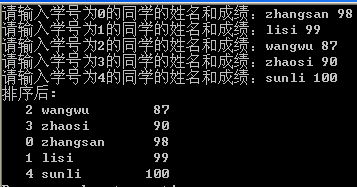 请输入学号为0的同学的姓名和成绩：zhangsan 98
请输入学号为1的同学的姓名和成绩：lisi 99
请输入学号为2的同学的姓名和成绩：wangwu 87
请输入学号为3的同学的姓名和成绩：zhaosi 90
请输入学号为4的同学的姓名和成绩：sunli 100
排序后：
2 wangwu 87
3 zhaosi 90
0 zhangsan 98
1 lisi 99
4 sunli 100